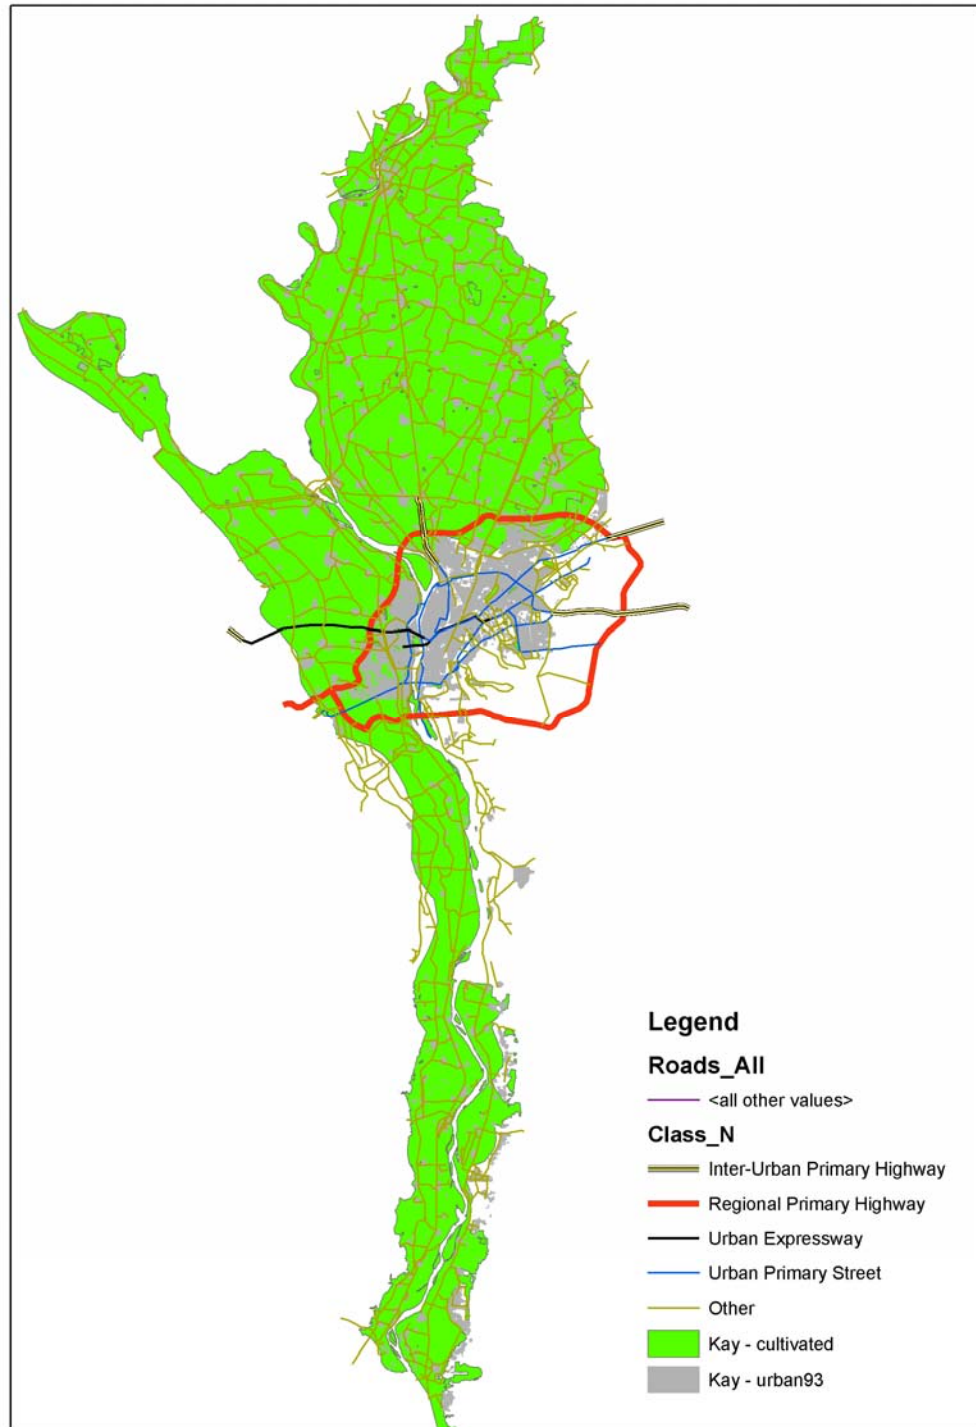 Legend
Roads_All
<all other values>
Class_N
Inter-Urban Primary Highway
Regional Primary Highway
Urban Expressway
Urban Primary Street
Other
Kay - cultivated
Kay - urban93